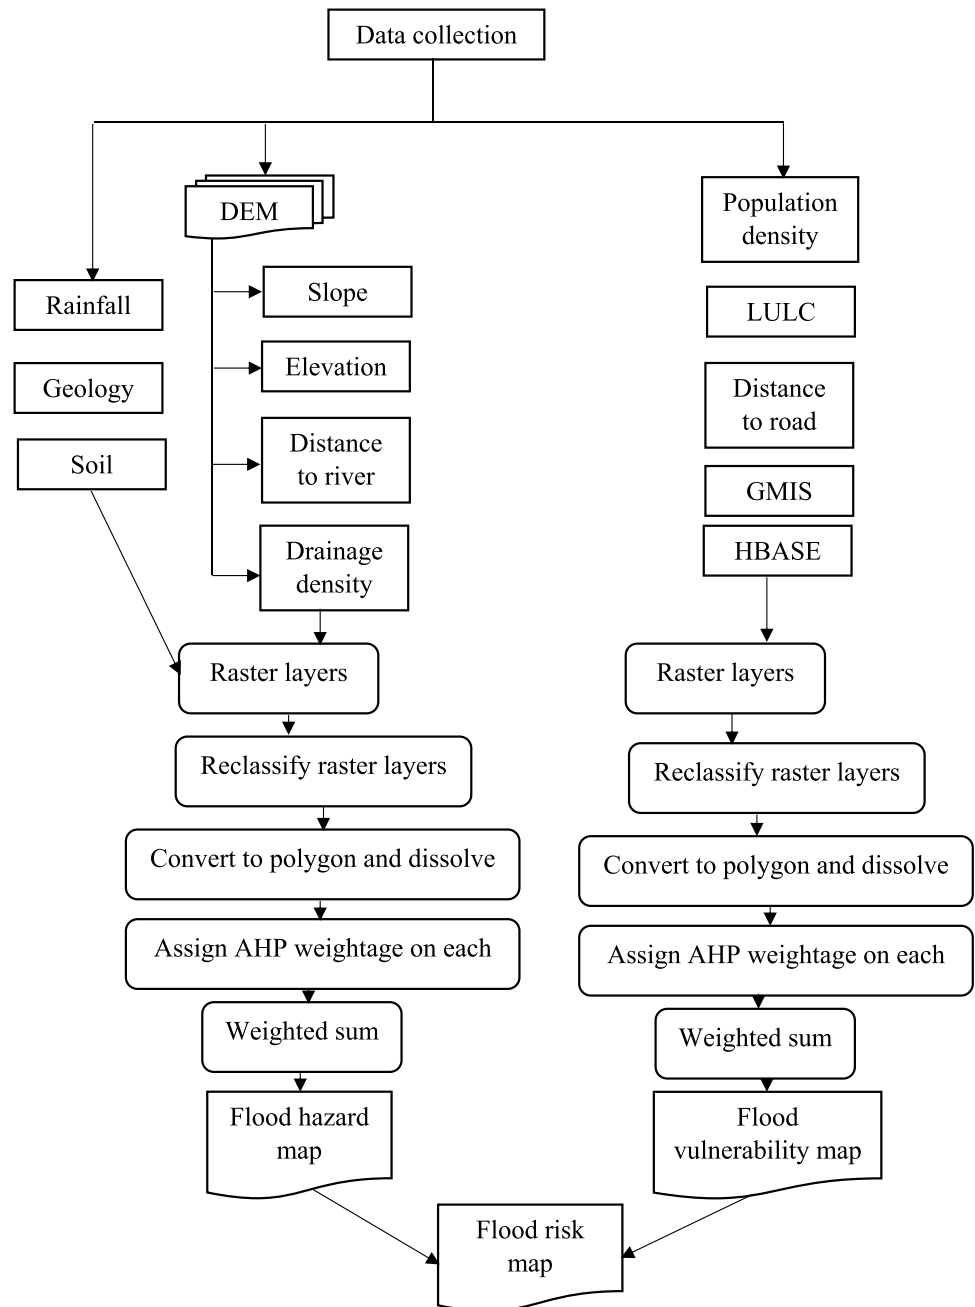 Data collection
DEM
Population
density
Rainfall
Slope
LULC
Geology
Elevation
Distance
to road
Soil
Distance
to river
GMIS
Drainage
density
HBASE
Raster layers
Raster layers
Reclassify raster layers
Reclassify raster layers
Convert to polygon and dissolve
Convert to polygon and dissolve
Assign AHP weightage on each
Assign AHP weightage on each
Weighted sum
Weighted sum
Flood hazard
map
Flood
vulnerability map
Flood risk
map